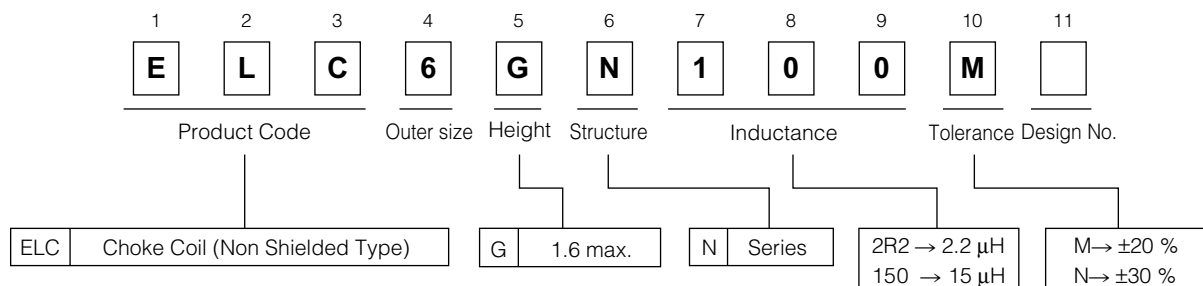 1 2 3 4 5 6 7 8 9 10 11
E L C 6 G N 1 0 0 M
Product Code Outer size Height Structure Inductance Tolerance Design No.
ELC Choke Coil (Non Shielded Type) G 1.6 max. N Series 2R2 → 2.2 μH M→ ±20 %
150 → 15 μH N→ ±30 %